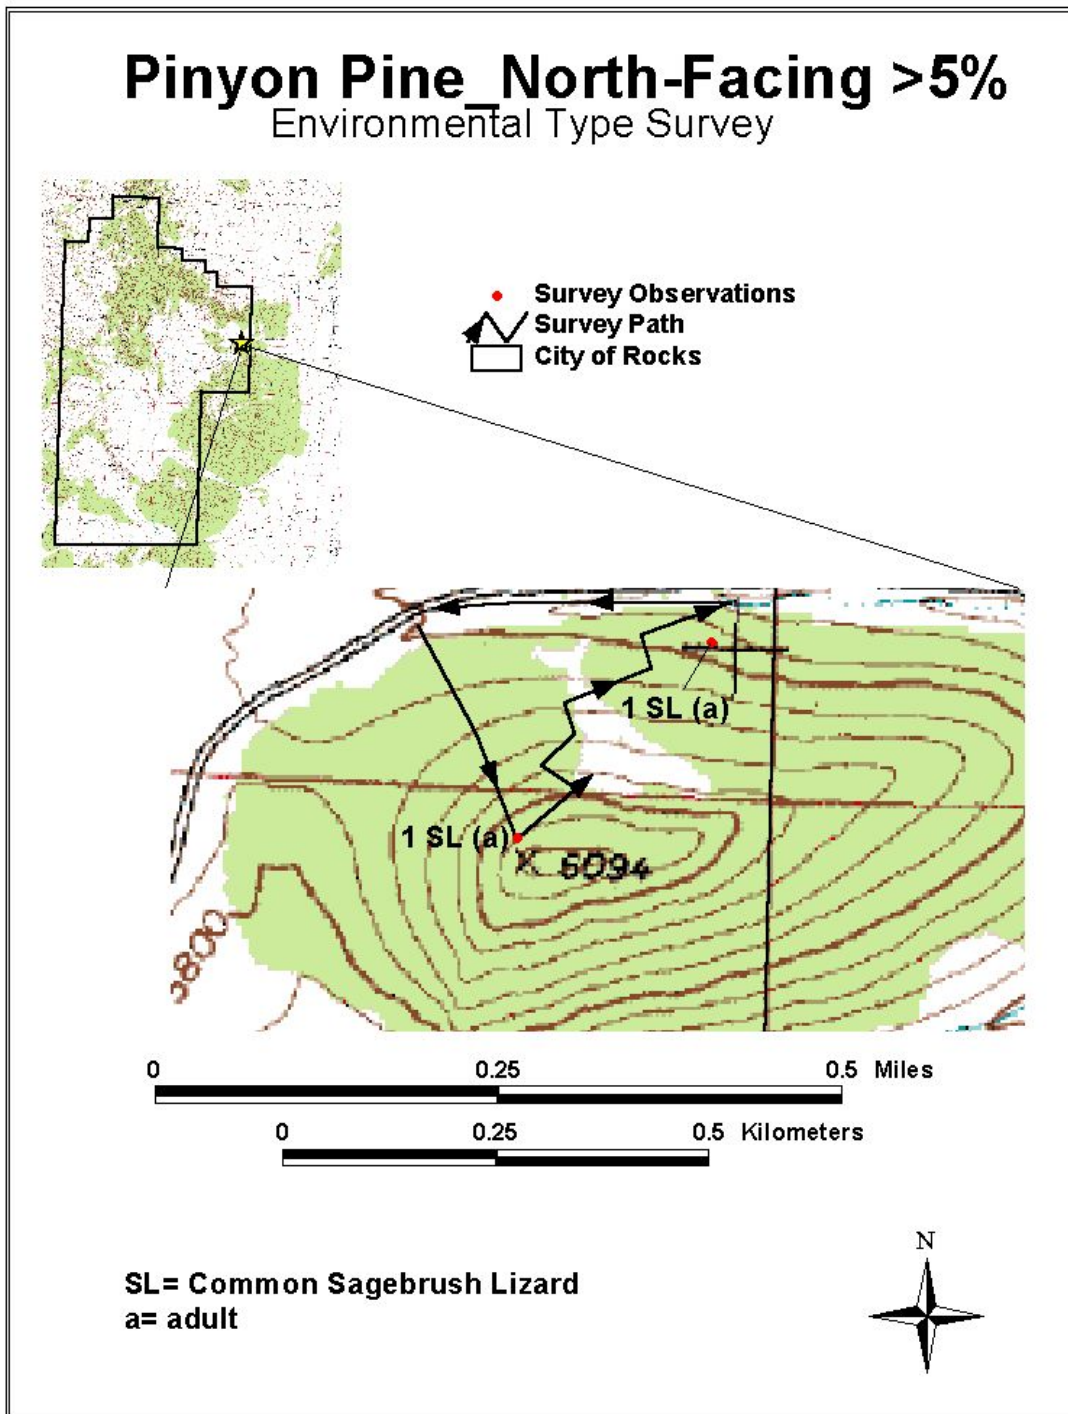 Pinyon Pine_North-Facing >5%
Environmental Type Survey
Survey Observations
Survey Path
City of Rocks
1 SL (a)
1 SL (a)
X 6094
5800
0 0.25 0.5 Miles
0 0.25 0.5 Kilometers
N
SL= Common Sagebrush Lizard
a= adult